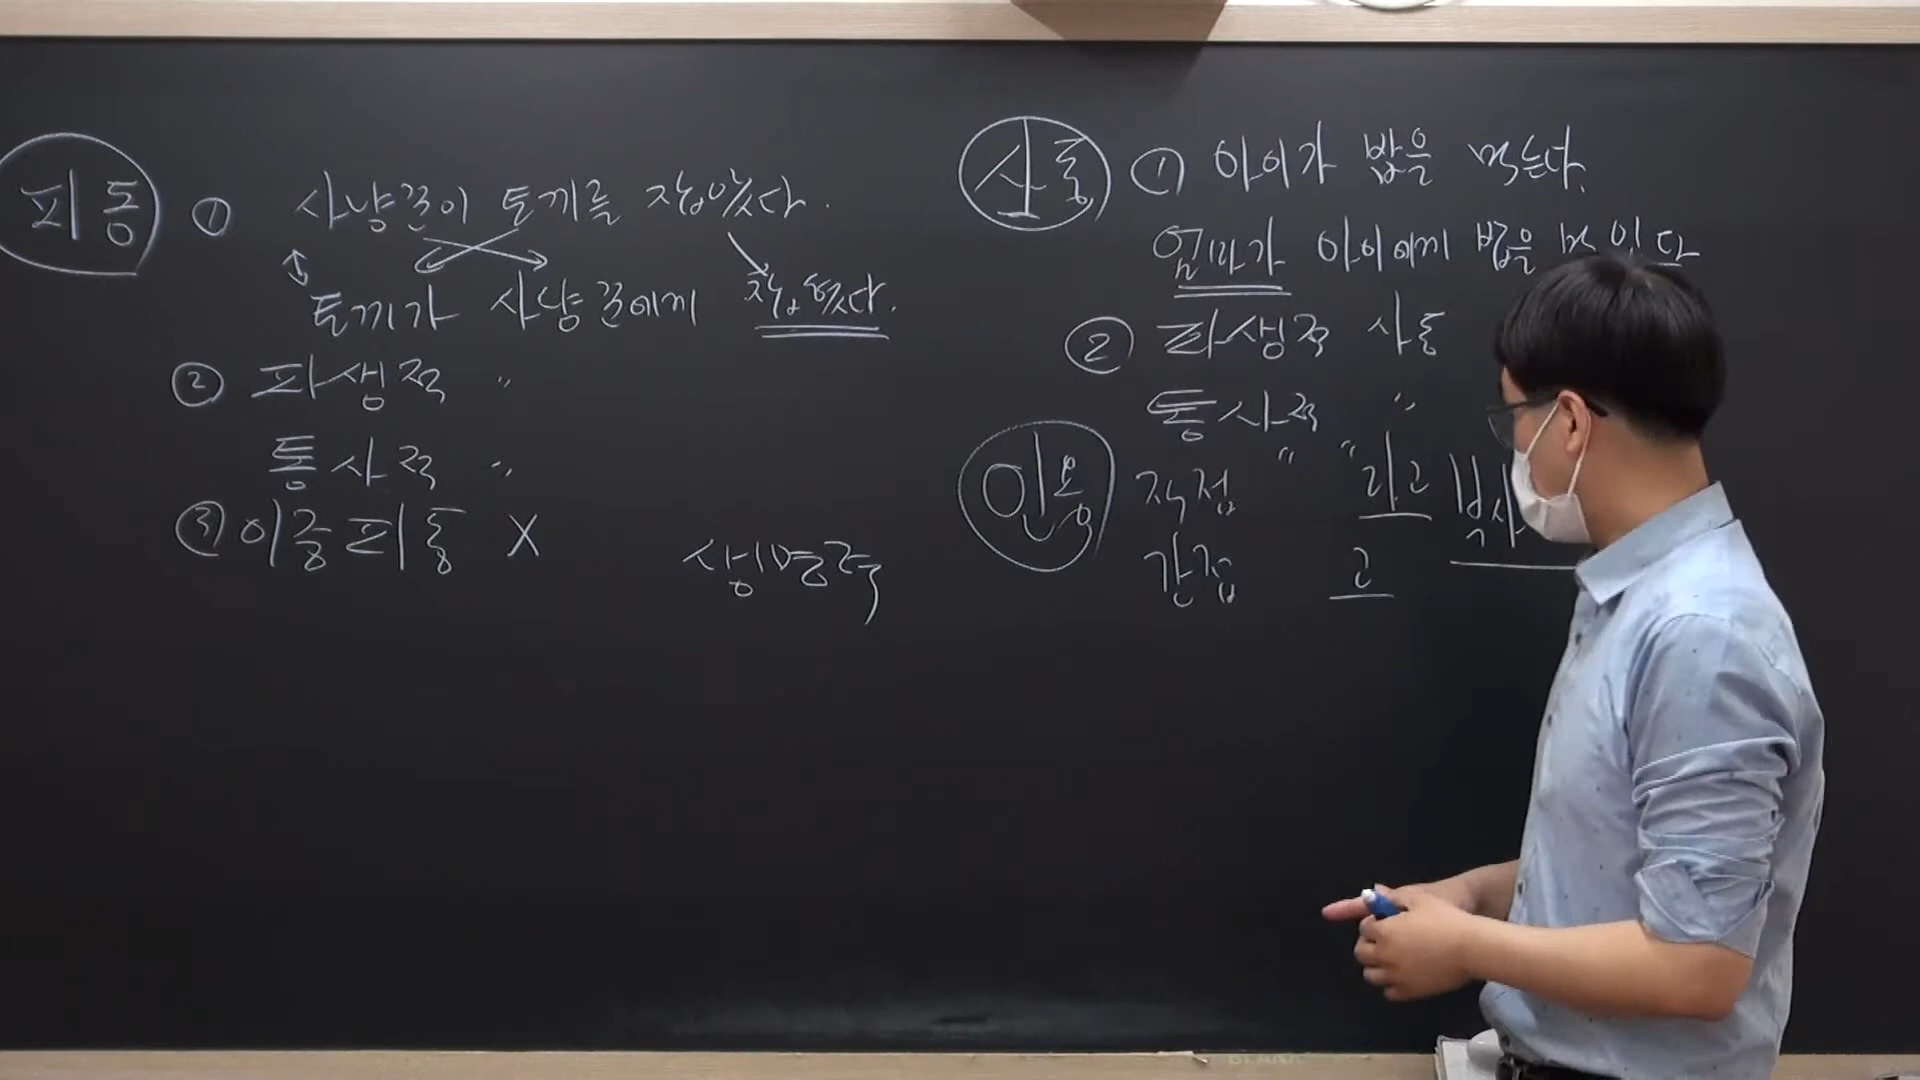 피동
① 사냥꾼이 토끼를 잡았다.
토끼가 사냥꾼에게 잡혔다.
② 파생적 〃
통사적 〃
③ 이중피동 X
생명력
사동
① 아이가 밥을 먹는다.
엄마가 아이에게 밥을 먹인다
② 파생적 사동
통사적 〃
인용
직접 " " 라고
간접 고